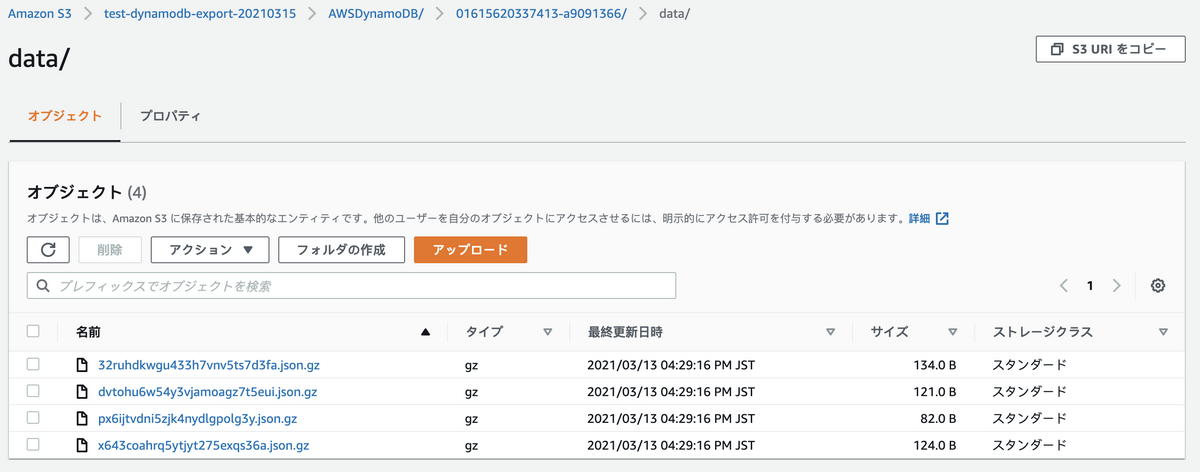 Amazon S3 > test-dynamodb-export-20210315 > AWSDynamoDB/ > 01615620337413-a9091366/ > data/
data/
S3 URI をコピー
オブジェクト プロパティ
オブジェクト (4)
オブジェクトは、Amazon S3 に保存された基本的なエンティティです。他のユーザーを自分のオブジェクトにアクセスさせるには、明示的にアクセス許可を付与する必要があります。詳細
削除 アクション ▼ フォルダの作成 アップロード
プレフィックスでオブジェクトを検索
< 1 >
名前 ▲ タイプ ▽ 最終更新日時 ▽ サイズ ▽ ストレージクラス ▽
32ruhdkwgu433h7vnv5ts7d3fa.json.gz gz 2021/03/13 04:29:16 PM JST 134.0 B スタンダード
dvtohu6w54y3vjamoagz7t5eui.json.gz gz 2021/03/13 04:29:16 PM JST 121.0 B スタンダード
px6ijtvdni5zjk4nydlgpolg3y.json.gz gz 2021/03/13 04:29:16 PM JST 82.0 B スタンダード
x643coahrq5ytjyt275exqs36a.json.gz gz 2021/03/13 04:29:16 PM JST 124.0 B スタンダード